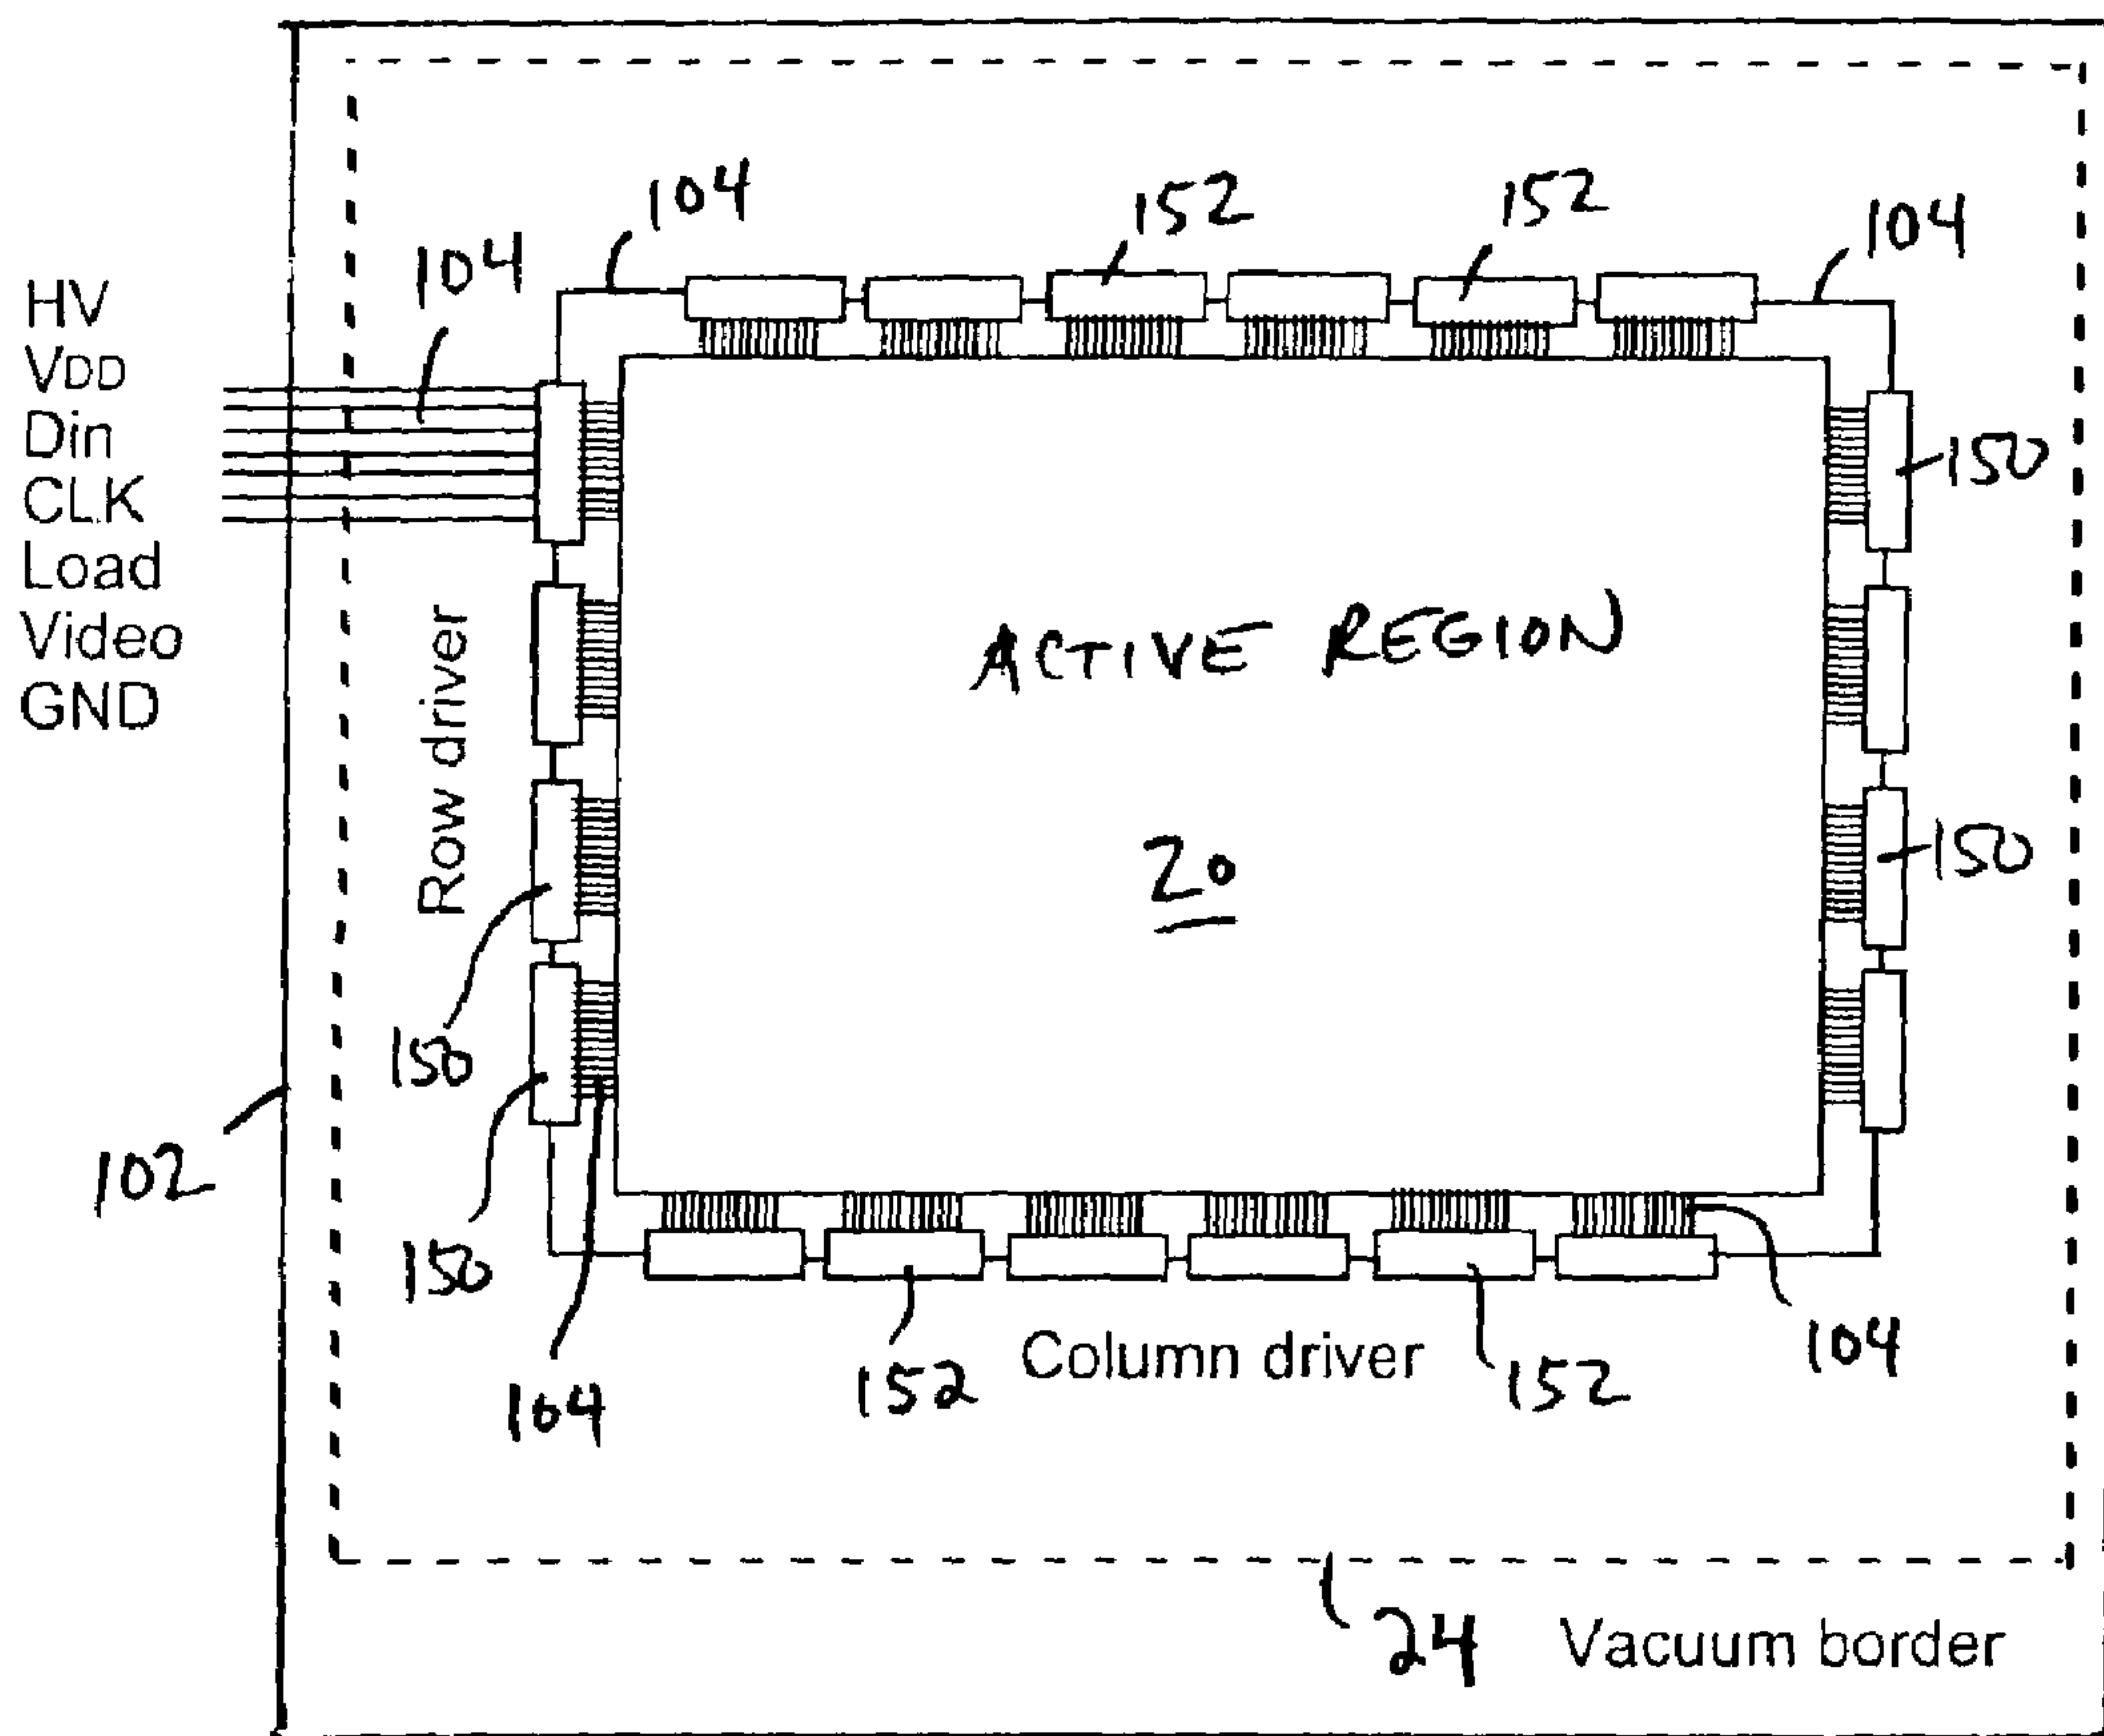 104
152
152
104
104
HV
VDD
Din
CLK
Load
Video
GND
150
Row driver
ACTIVE REGION
20
150
150
150
102
104
152
Column driver
152
104
24
Vacuum border